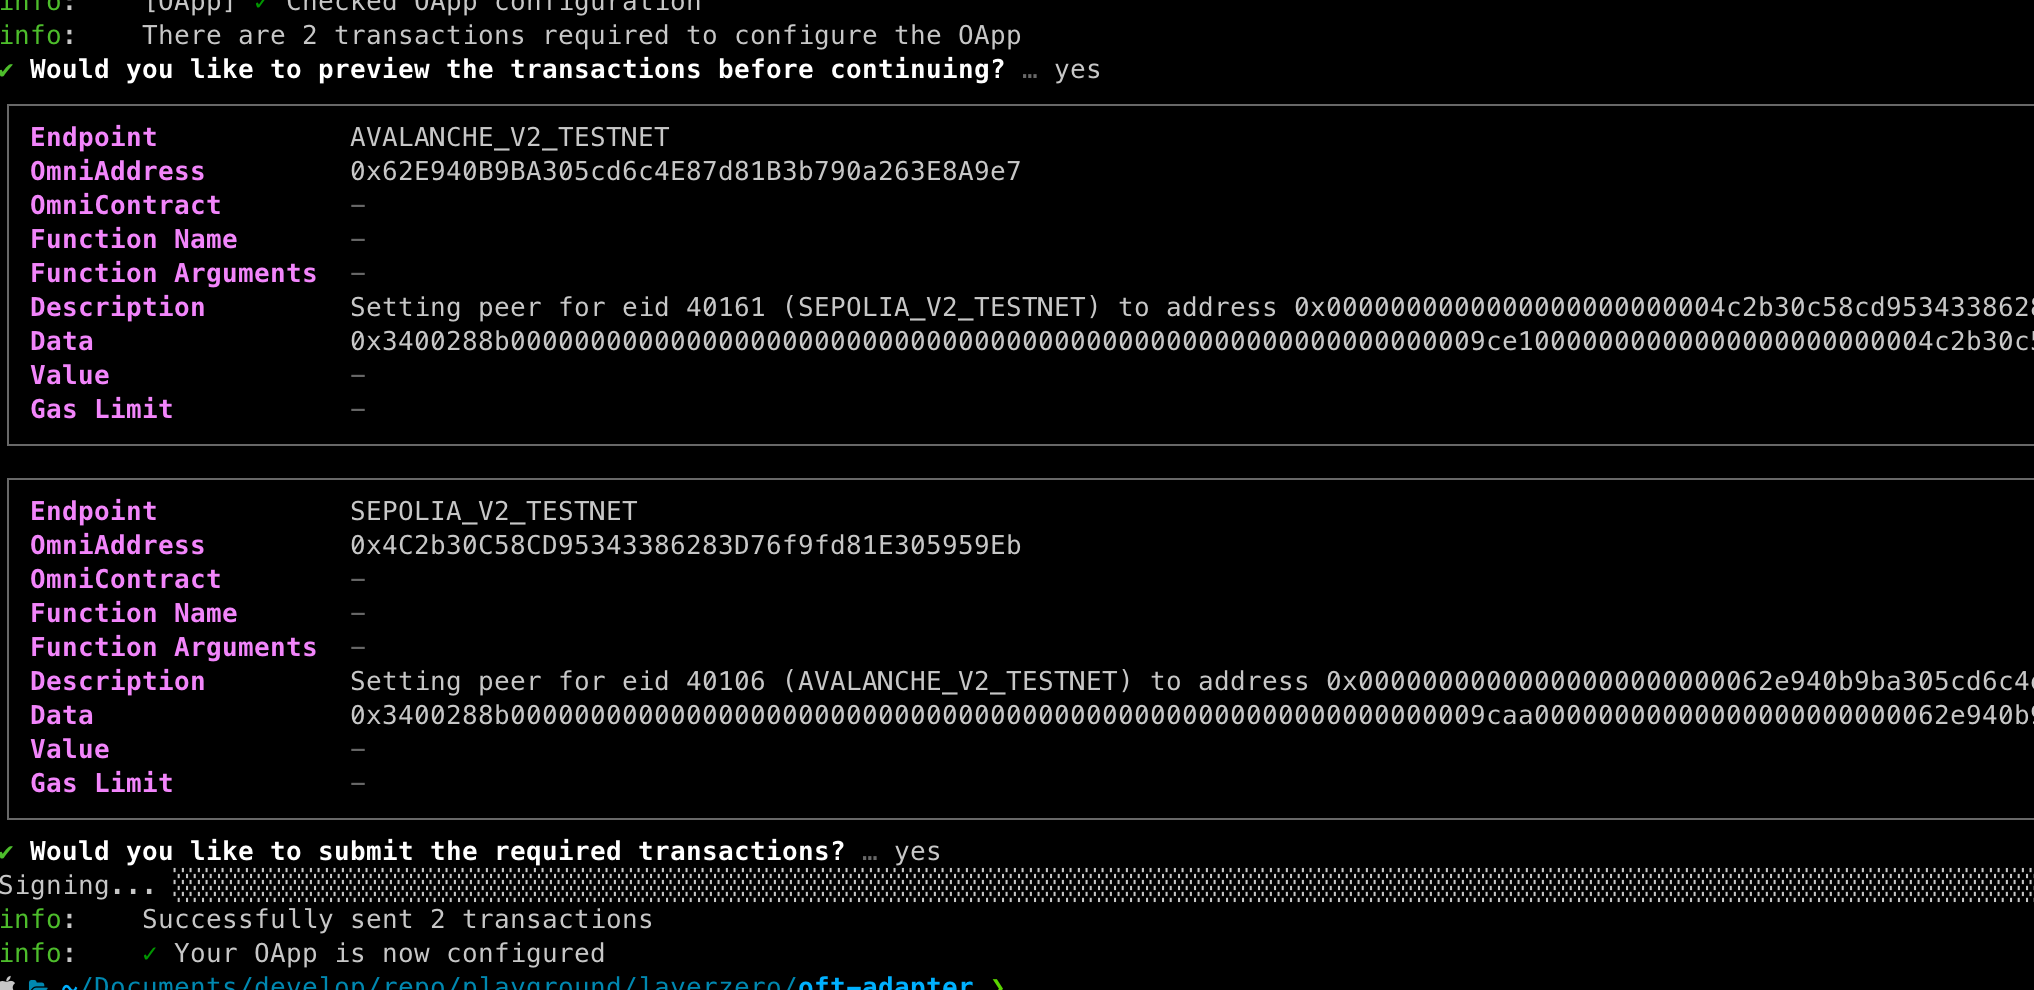 info: [OApp] ✓ Checked OApp configuration
info: There are 2 transactions required to configure the OApp
✔ Would you like to preview the transactions before continuing? … yes
Endpoint AVALANCHE_V2_TESTNET
OmniAddress 0x62E940B9BA305cd6c4E87d81B3b790a263E8A9e7
OmniContract –
Function Name –
Function Arguments –
Description Setting peer for eid 40161 (SEPOLIA_V2_TESTNET) to address 0x0000000000000000000000004c2b30c58cd953433862
Data 0x3400288b0000000000000000000000000000000000000000000000000000000000009ce10000000000000000000000004c2b30c5
Value –
Gas Limit –
Endpoint SEPOLIA_V2_TESTNET
OmniAddress 0x4C2b30C58CD95343386283D76f9fd81E305959Eb
OmniContract –
Function Name –
Function Arguments –
Description Setting peer for eid 40106 (AVALANCHE_V2_TESTNET) to address 0x00000000000000000000000062e940b9ba305cd6c4
Data 0x3400288b0000000000000000000000000000000000000000000000000000000000009caa00000000000000000000000062e940b9
Value –
Gas Limit –
✔ Would you like to submit the required transactions? … yes
Signing...
info: Successfully sent 2 transactions
info: ✓ Your OApp is now configured
~/Documents/develop/repo/playground/layerzero/oft-adapter ❯